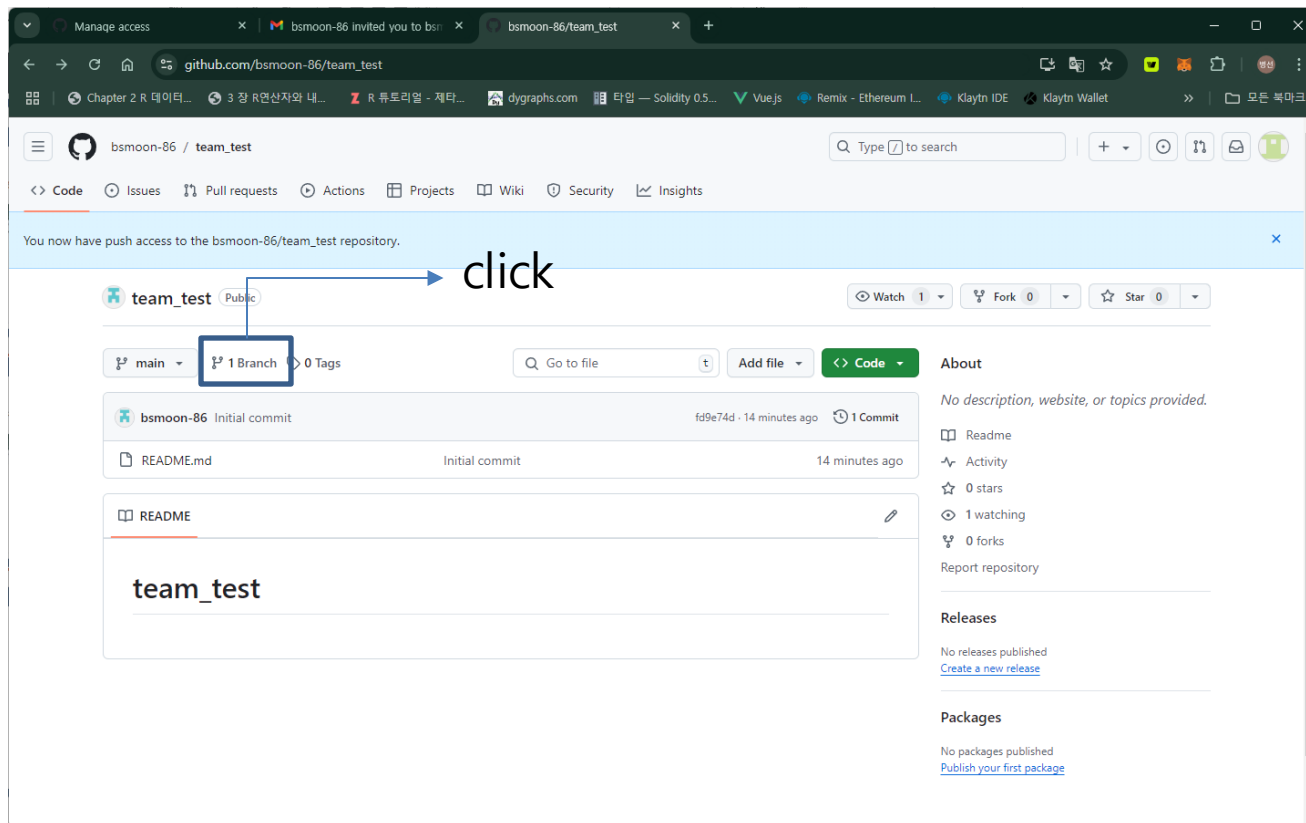 Manage access
bsmoon-86 invited you to bsm
bsmoon-86/team_test
github.com/bsmoon-86/team_test
Chapter 2 R 데이터... 3 장 R연산자와 내... R 튜토리얼 - 제타... dygraphs.com 타입 — Solidity 0.5... Vue.js Remix - Ethereum I... Klaytn IDE Klaytn Wallet » 모든 북마크
bsmoon-86 / team_test
Type / to search
Code Issues Pull requests Actions Projects Wiki Security Insights
You now have push access to the bsmoon-86/team_test repository.
click
team_test Public
Watch 1 Fork 0 Star 0
main 1 Branch 0 Tags Go to file t Add file Code
bsmoon-86 Initial commit fd9e74d · 14 minutes ago 1 Commit
README.md Initial commit 14 minutes ago
README
team_test
About
No description, website, or topics provided.
Readme
Activity
0 stars
1 watching
0 forks
Report repository
Releases
No releases published
Create a new release
Packages
No packages published
Publish your first package